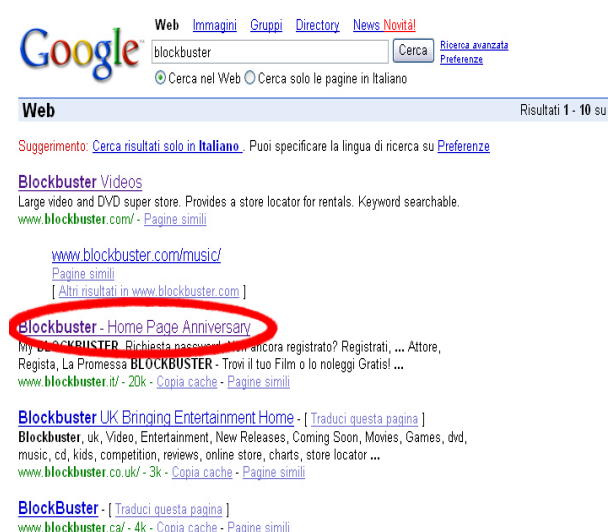 Google™
Web Immagini Gruppi Directory News Novità!
blockbuster Cerca Ricerca avanzata
Preferenze
Cerca nel Web Cerca solo le pagine in Italiano
Web Risultati 1 - 10 su
Suggerimento: Cerca risultati solo in Italiano . Puoi specificare la lingua di ricerca su Preferenze
Blockbuster Videos
Large video and DVD super store. Provides a store locator for rentals. Keyword searchable.
www.blockbuster.com/ - Pagine simili
www.blockbuster.com/music/
Pagine simili
[ Altri risultati in www.blockbuster.com ]
Blockbuster - Home Page Anniversary
My BLOCKBUSTER. Richiesta password. Non ancora registrato? Registrati, ... Attore,
Regista, La Promessa BLOCKBUSTER - Trovi il tuo Film o lo noleggi Gratis! ...
www.blockbuster.it/ - 20k - Copia cache - Pagine simili
Blockbuster UK Bringing Entertainment Home - [ Traduci questa pagina ]
Blockbuster, uk, Video, Entertainment, New Releases, Coming Soon, Movies, Games, dvd,
music, cd, kids, competition, reviews, online store, charts, store locator ...
www.blockbuster.co.uk/ - 3k - Copia cache - Pagine simili
BlockBuster - [ Traduci questa pagina ]
www.blockbuster.ca/ - 4k - Copia cache - Pagine simili